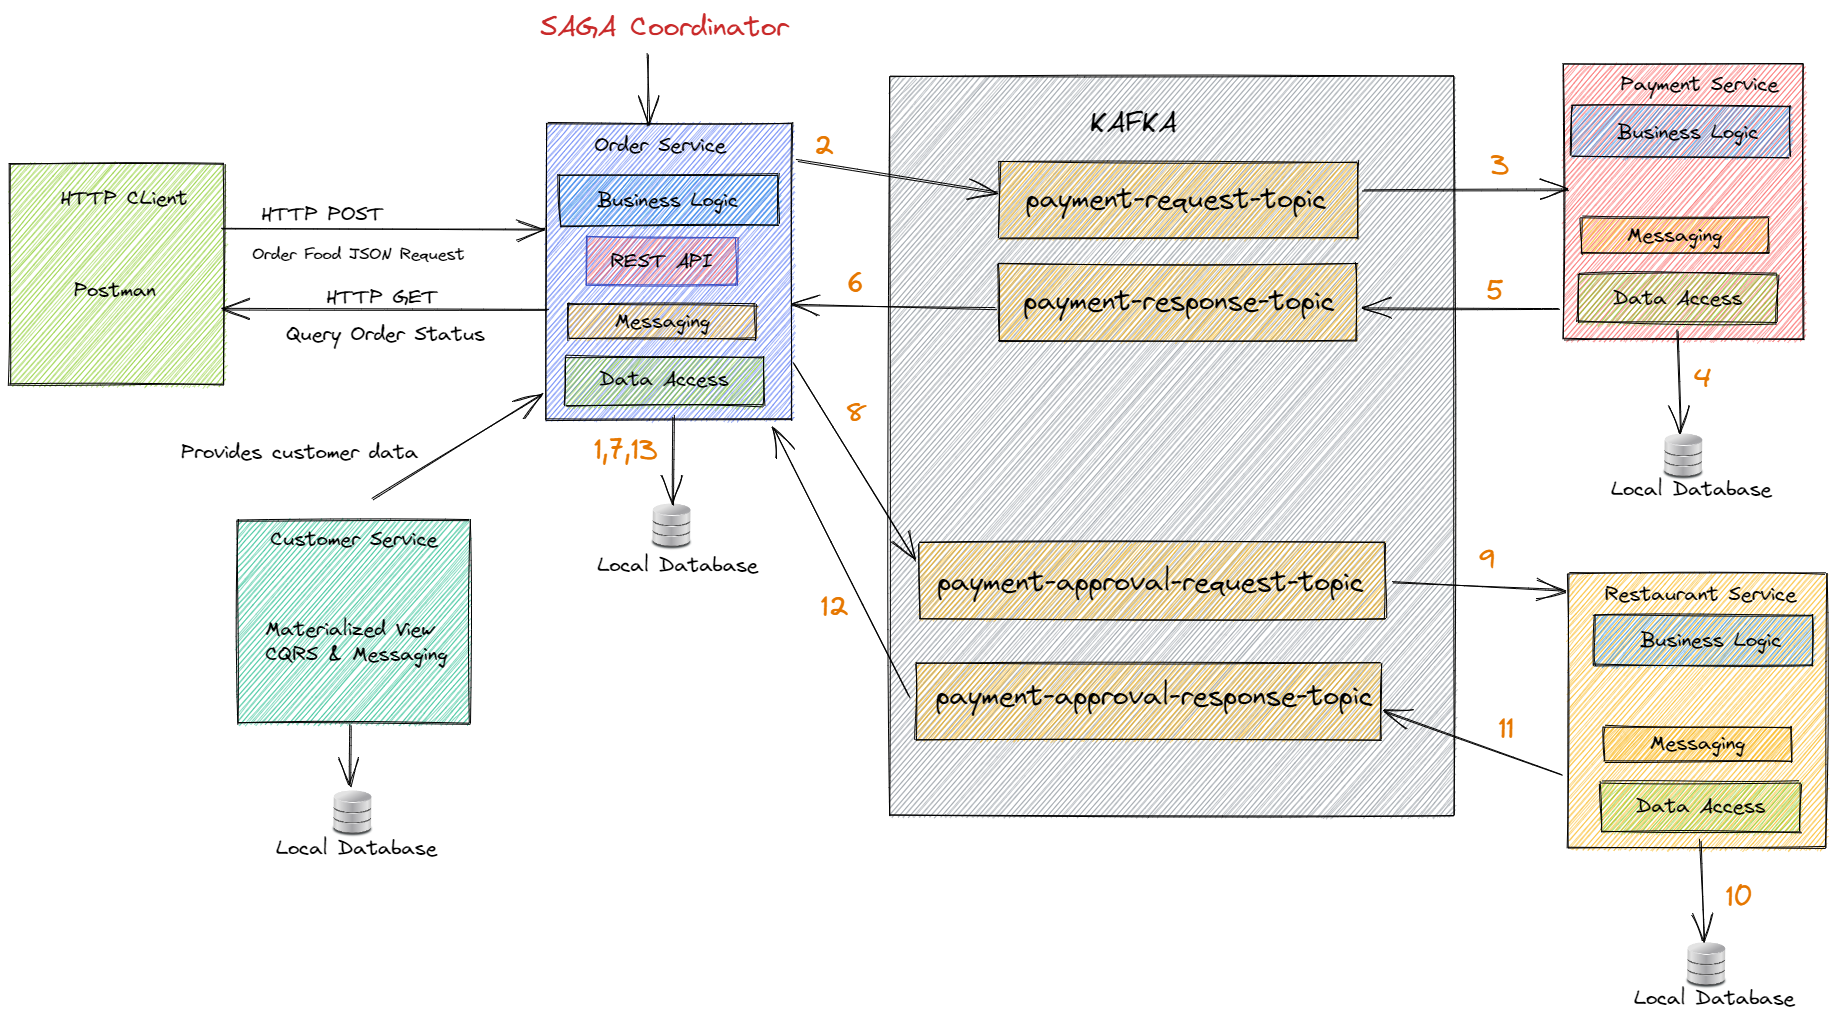 SAGA Coordinator
HTTP CLient
Postman
HTTP POST
Order Food JSON Request
HTTP GET
Query Order Status
Order Service
Business Logic
REST API
Messaging
Data Access
1,7,13
Local Database
Provides customer data
Customer Service
Materialized View
CQRS & Messaging
Local Database
2
6
8
12
KAFKA
payment-request-topic
payment-response-topic
payment-approval-request-topic
payment-approval-response-topic
3
5
9
11
Payment Service
Business Logic
Messaging
Data Access
4
Local Database
Restaurant Service
Business Logic
Messaging
Data Access
10
Local Database